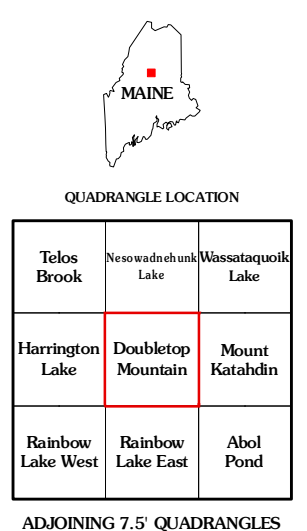 MAINE
QUADRANGLE LOCATION
Telos
Brook
Nesowadnehunk
Lake
Wassataquoik
Lake
Harrington
Lake
Doubletop
Mountain
Mount
Katahdin
Rainbow
Lake West
Rainbow
Lake East
Abol
Pond
ADJOINING 7.5' QUADRANGLES